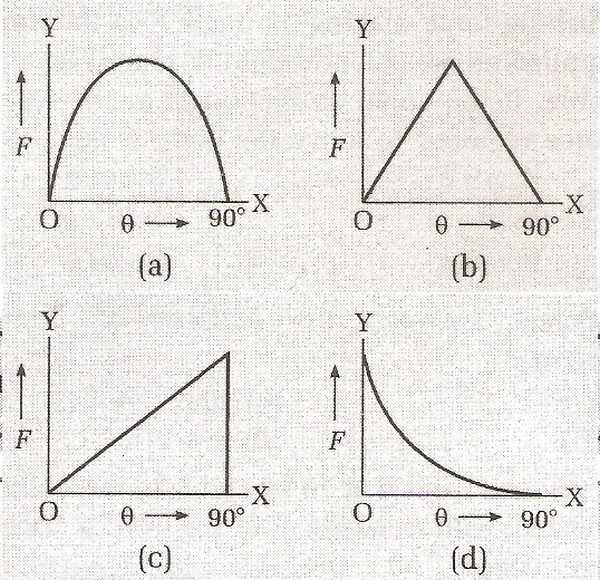 Y Y
F F
O θ 90° X O θ 90° X
(a) (b)
Y Y
F F
O θ 90° X O θ 90° X
(c) (d)